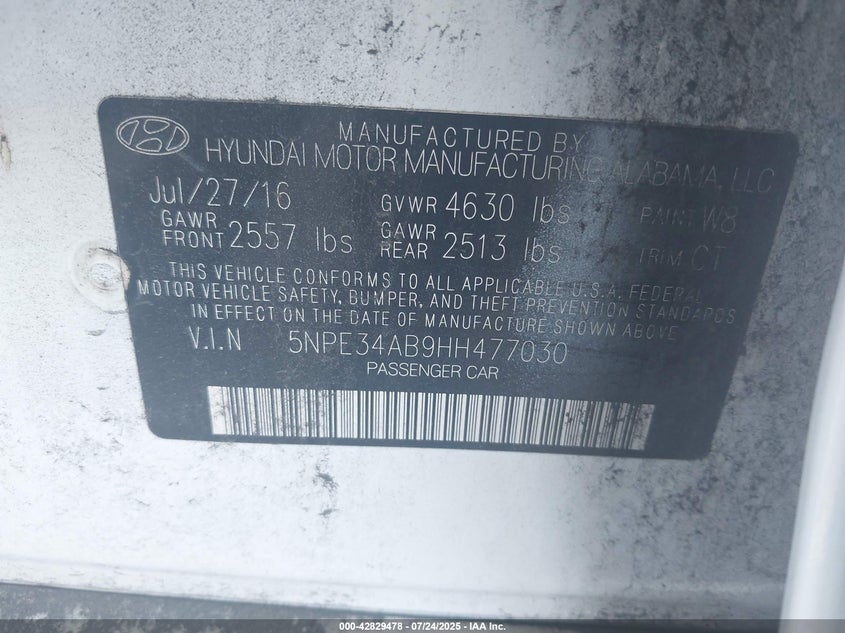 MANUFACTURED BY
HYUNDAI MOTOR MANUFACTURING ALABAMA, LLC
Jul/27/16 GVWR 4630 lbs PAINT W8
GAWR FRONT 2557 lbs GAWR REAR 2513 lbs TRIM CT
THIS VEHICLE CONFORMS TO ALL APPLICABLE U.S.A. FEDERAL
MOTOR VEHICLE SAFETY, BUMPER, AND THEFT PREVENTION STANDARDS
IN EFFECT ON THE DATE OF MANUFACTURE SHOWN ABOVE
V.I.N 5NPE34AB9HH477030
PASSENGER CAR
000-42829478 - 07/24/2025 - IAA Inc.